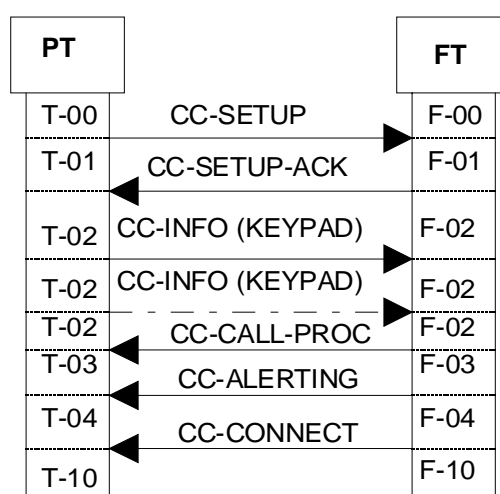 PT FT
T-00 CC-SETUP F-00
T-01 CC-SETUP-ACK F-01
T-02 CC-INFO (KEYPAD) F-02
T-02 CC-INFO (KEYPAD) F-02
T-02 CC-CALL-PROC F-02
T-03 CC-ALERTING F-03
T-04 CC-CONNECT F-04
T-10 F-10